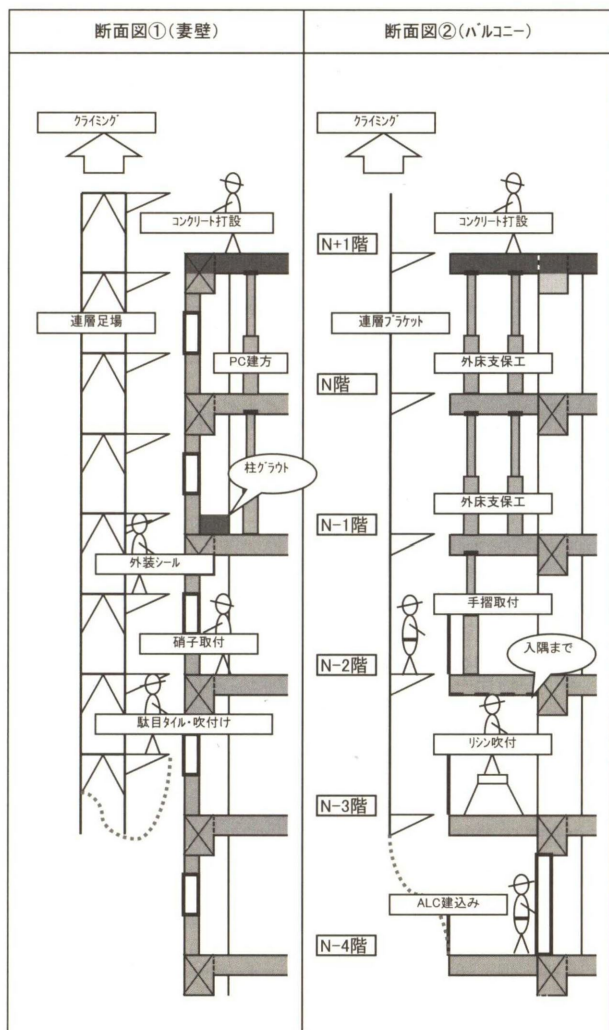 断面図①(妻壁)
断面図②(バルコニー)
クライミング
クライミング
コンクリート打設
コンクリート打設
N+1階
連層足場
連層ブラケット
PC建方
外床支保工
N階
柱グラウト
外床支保工
N-1階
外装シール
手摺取付
硝子取付
入隅まで
N-2階
駄目タイル・吹付け
リシン吹付
N-3階
ALC建込み
N-4階